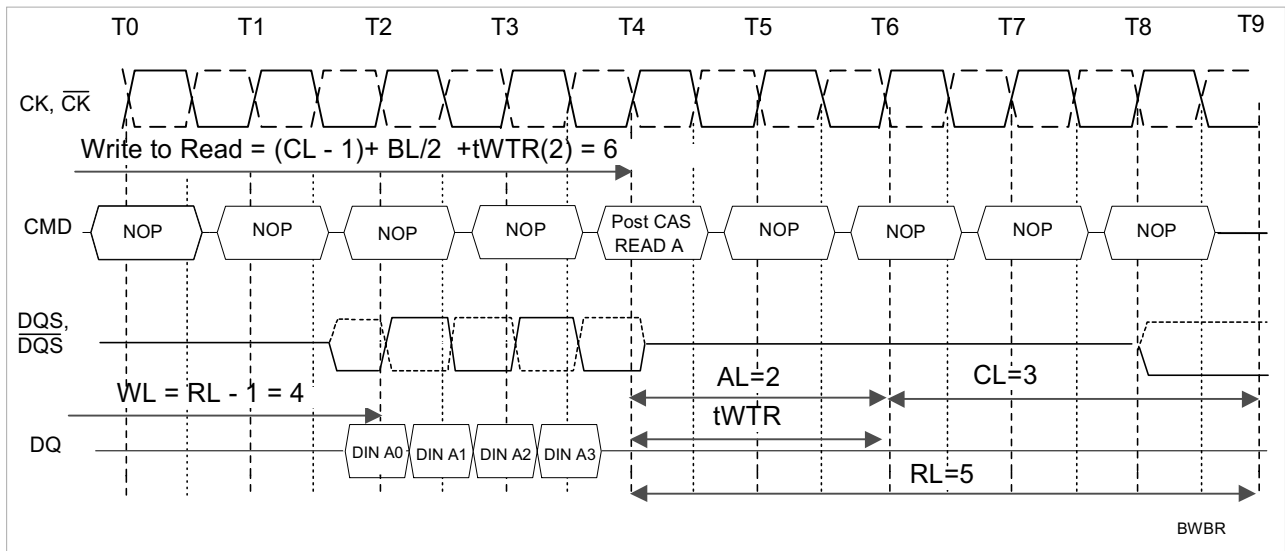 T0 T1 T2 T3 T4 T5 T6 T7 T8 T9
CK, CK
Write to Read = (CL - 1)+ BL/2 +tWTR(2) = 6
CMD NOP NOP NOP NOP Post CAS READ A NOP NOP NOP NOP
DQS,
DQS
WL = RL - 1 = 4
AL=2 CL=3
tWTR
DQ DIN A0 DIN A1 DIN A2 DIN A3
RL=5
BWBR